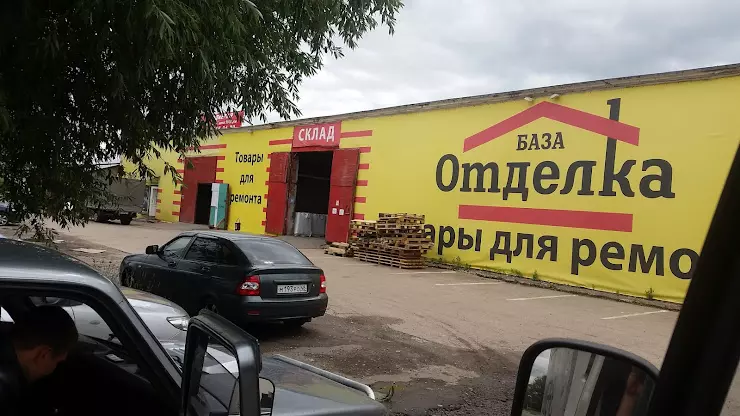 СКЛАД
Товары
для
ремонта
БАЗА
Отделка
ары для ремо